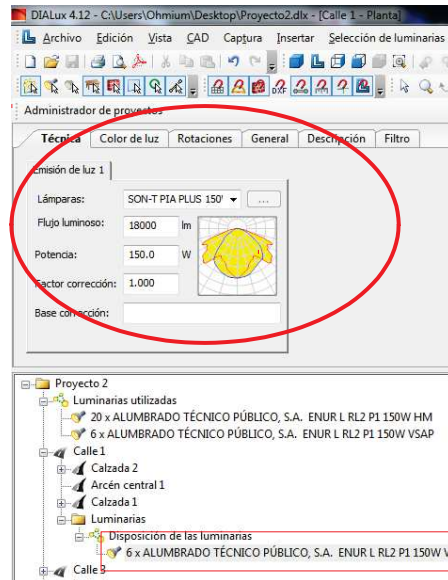 DIALux 4.12 - C:\Users\Ohmium\Desktop\Proyecto2.dlx - [Calle 1 - Planta]
Archivo Edición Vista CAD Captura Insertar Selección de luminarias
Administrador de proyectos
Técnica Color de luz Rotaciones General Descripción Filtro
Emisión de luz 1
Lámparas: SON-T PIA PLUS 150 ...
Flujo luminoso: 18000 lm
Potencia: 150.0 W
Factor corrección: 1.000
Base corrección:
Proyecto 2
Luminarias utilizadas
20 x ALUMBRADO TÉCNICO PÚBLICO, S.A. ENUR L RL2 P1 150W HM
6 x ALUMBRADO TÉCNICO PÚBLICO, S.A. ENUR L RL2 P1 150W VSAP
Calle 1
Calzada 2
Arcén central 1
Calzada 1
Luminarias
Disposición de las luminarias
6 x ALUMBRADO TÉCNICO PÚBLICO, S.A. ENUR L RL2 P1 150W V
Calle 3